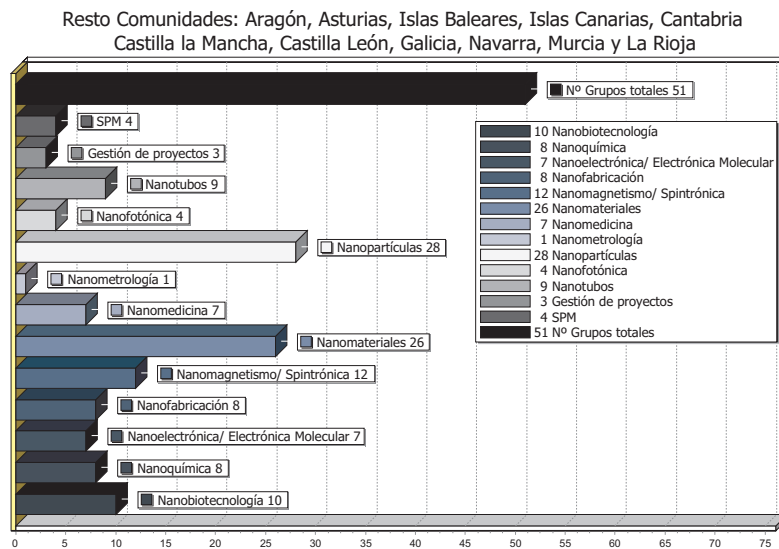 Resto Comunidades: Aragón, Asturias, Islas Baleares, Islas Canarias, Cantabria
Castilla la Mancha, Castilla León, Galicia, Navarra, Murcia y La Rioja
Nº Grupos totales 51
SPM 4
Gestión de proyectos 3
Nanotubos 9
Nanofotónica 4
Nanopartículas 28
Nanometrología 1
Nanomedicina 7
Nanomateriales 26
Nanomagnetismo/ Spintrónica 12
Nanofabricación 8
Nanoelectrónica/ Electrónica Molecular 7
Nanoquímica 8
Nanobiotecnología 10
10 Nanobiotecnología
8 Nanoquímica
7 Nanoelectrónica/ Electrónica Molecular
8 Nanofabricación
12 Nanomagnetismo/ Spintrónica
26 Nanomateriales
7 Nanomedicina
1 Nanometrología
28 Nanopartículas
4 Nanofotónica
9 Nanotubos
3 Gestión de proyectos
4 SPM
51 Nº Grupos totales
0 5 10 15 20 25 30 35 40 45 50 55 60 65 70 75